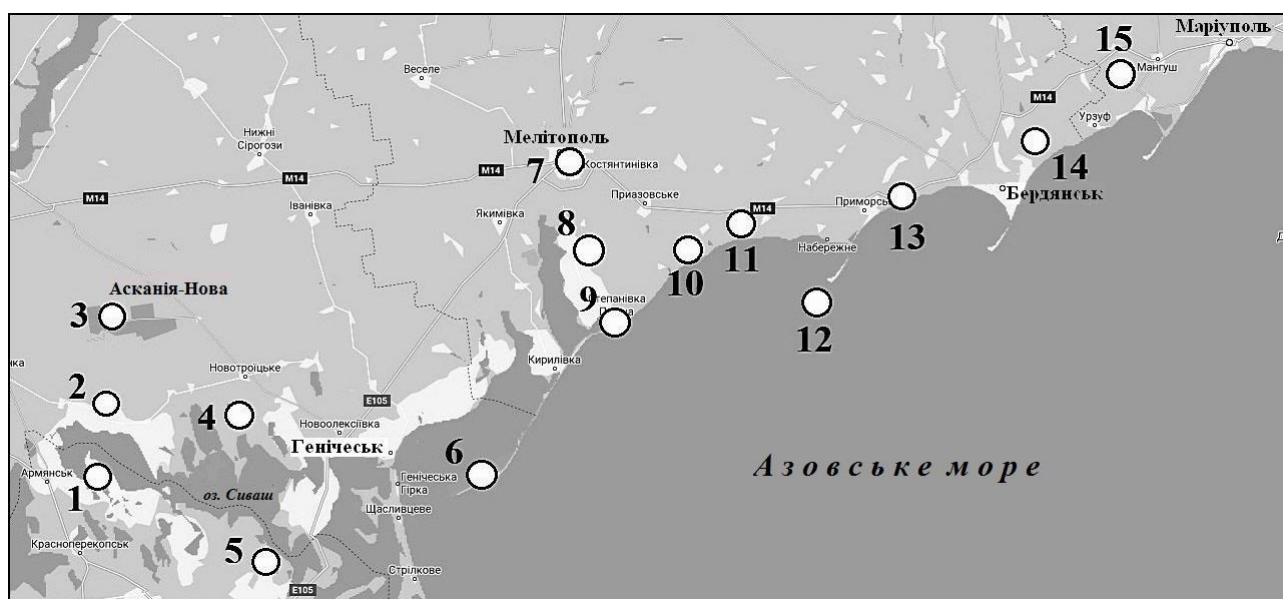 Маріуполь
15
Мангуш
Веселе
M14
Урзуф
Нижні
Сірогози
Мелітополь
7
Костянтинівка
14
M14
M14
Бердянськ
M14
Іванівка
Якимівка
Приазовське
M14
Приморськ
13
8
11
Набережне
10
Асканія-Нова
3
9
Степанівка
12
Кирилівка
нка
Новотроїцьке
2
4
E105
Новоолексіївка
Генічеськ
6
Азовське море
Армянськ
1
оз. Сиваш
Генічеська
Гірка
Щасливцеве
Красноперекопськ
5
Стрілкове
E105